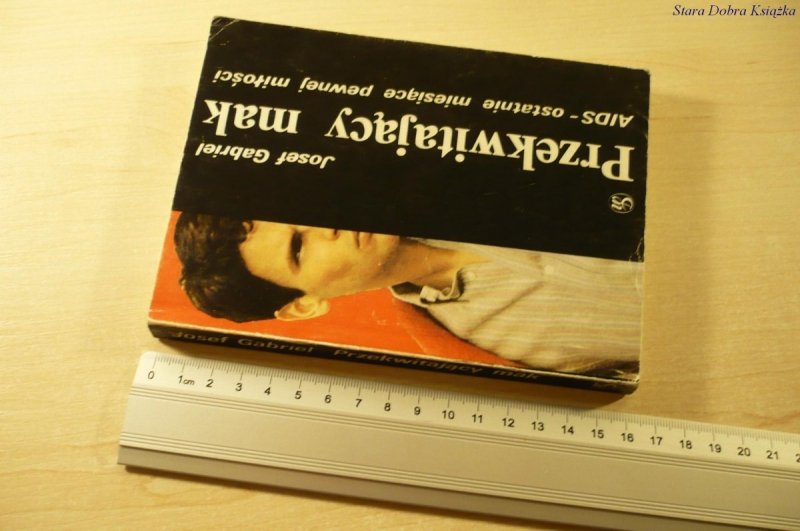 Stara Dobra Książka
Josef Gabriel
Przekwitający mak
AIDS - ostatnie miesiące pewnej miłości
Josef Gabriel Przekwitający mak
0 1cm 2 3 4 5 6 7 8 9 10 11 12 13 14 15 16 17 18 19 20 21